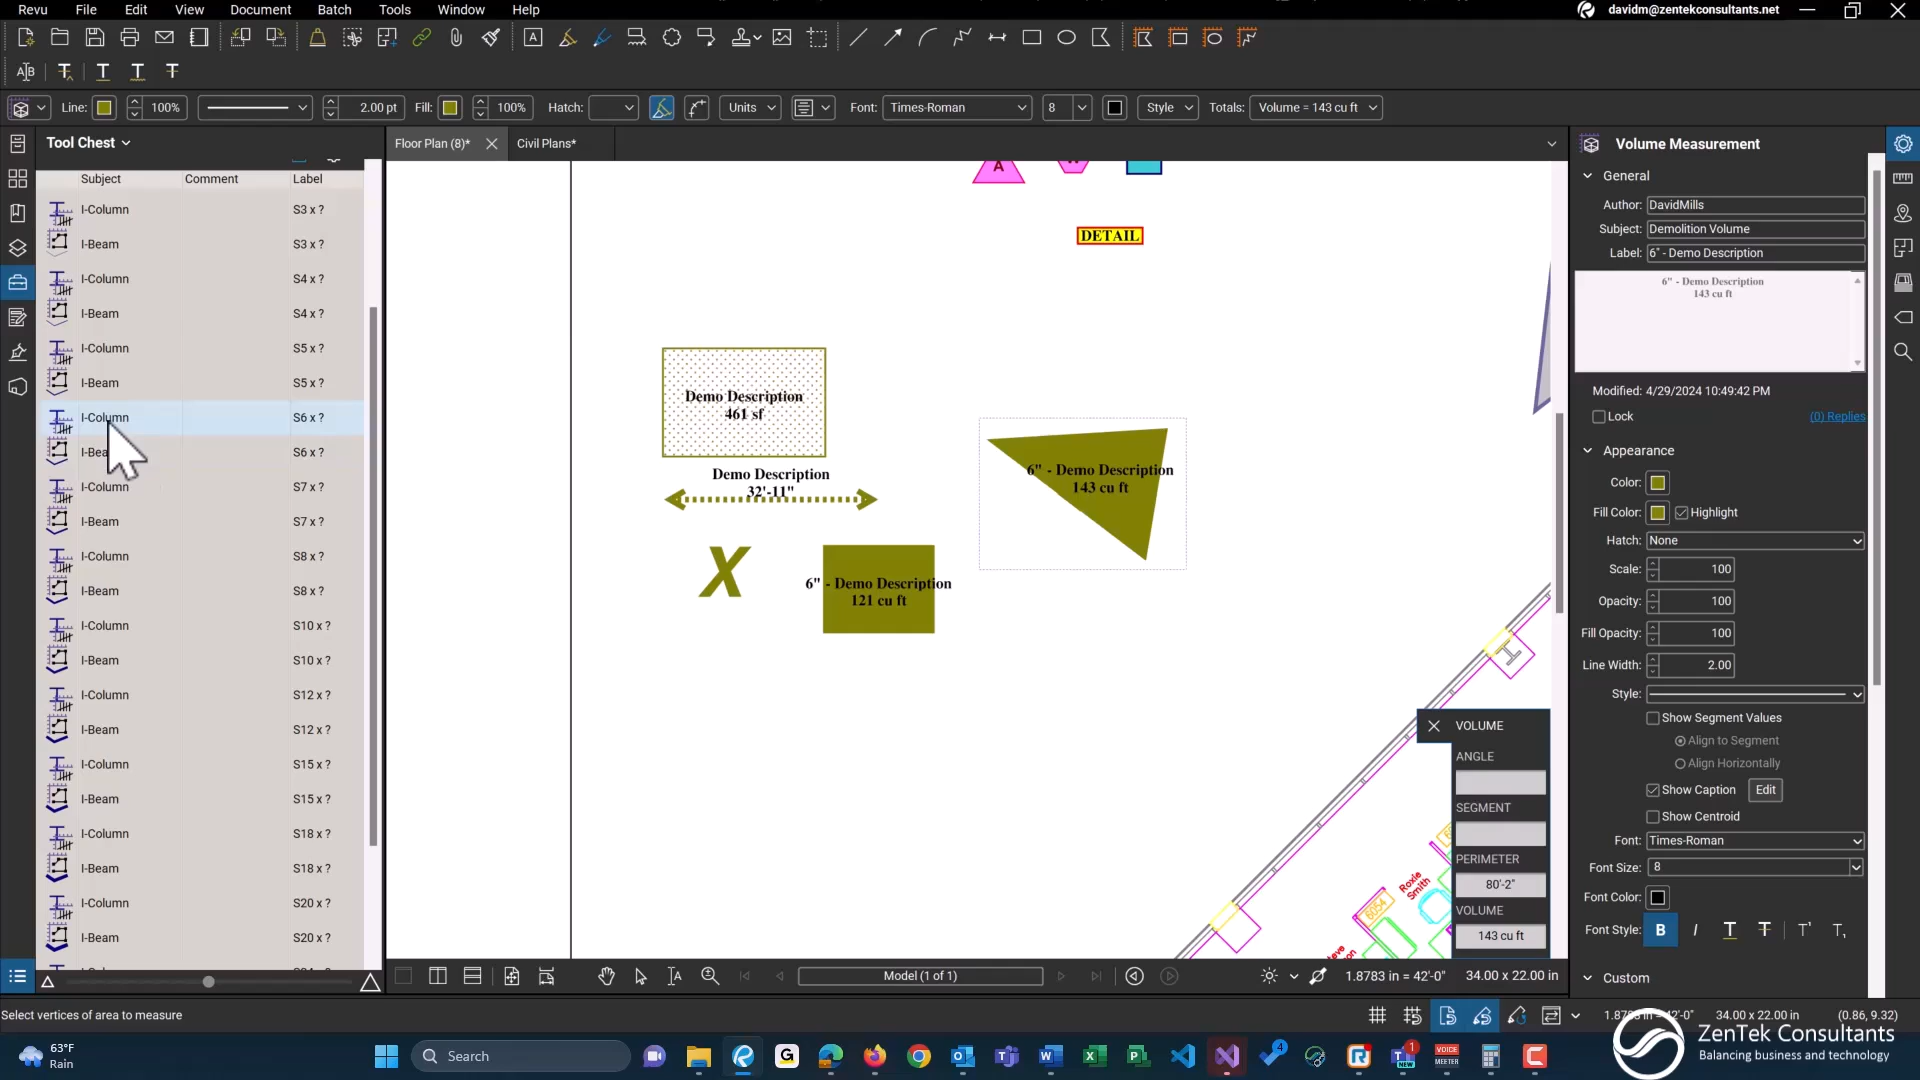 Revu File Edit View Document Batch Tools Window Help
davidm@zentekconsultants.net
Line: 100% 2.00 pt Fill: 100% Hatch: Units Font: Times-Roman 8 Style Totals: Volume = 143 cu ft
Tool Chest
Floor Plan (8)* Civil Plans*
Subject Comment Label
I-Column S3 x ?
I-Beam S3 x ?
I-Column S4 x ?
I-Beam S4 x ?
I-Column S5 x ?
I-Beam S5 x ?
I-Column S6 x ?
I-Bea S6 x ?
I-Column S7 x ?
I-Beam S7 x ?
I-Column S8 x ?
I-Beam S8 x ?
I-Column S10 x ?
I-Beam S10 x ?
I-Column S12 x ?
I-Beam S12 x ?
I-Column S15 x ?
I-Beam S15 x ?
I-Column S18 x ?
I-Beam S18 x ?
I-Column S20 x ?
I-Beam S20 x ?
A
DETAIL
Demo Description
461 sf
Demo Description
32'-11"
X
6" - Demo Description
121 cu ft
6" - Demo Description
143 cu ft
Roxie
Smith
6054
VOLUME
ANGLE
SEGMENT
PERIMETER
80'-2"
VOLUME
143 cu ft
Volume Measurement
General
Author: DavidMills
Subject: Demolition Volume
Label: 6" - Demo Description
6" - Demo Description
143 cu ft
Modified: 4/29/2024 10:49:42 PM
Lock (0) Replies
Appearance
Color:
Fill Color: Highlight
Hatch: None
Scale: 100
Opacity: 100
Fill Opacity: 100
Line Width: 2.00
Style:
Show Segment Values
Align to Segment
Align Horizontally
Show Caption Edit
Show Centroid
Font: Times-Roman
Font Size: 8
Font Color:
Font Style: B I T T T T
Custom
Model (1 of 1)
1.8783 in = 42'-0" 34.00 x 22.00 in
Select vertices of area to measure
34.00 x 22.00 in (0.86, 9.32)
63°F
Rain
Search
4
1
NEW
VOICE
MEETER
ZenTek Consultants
Balancing business and technology